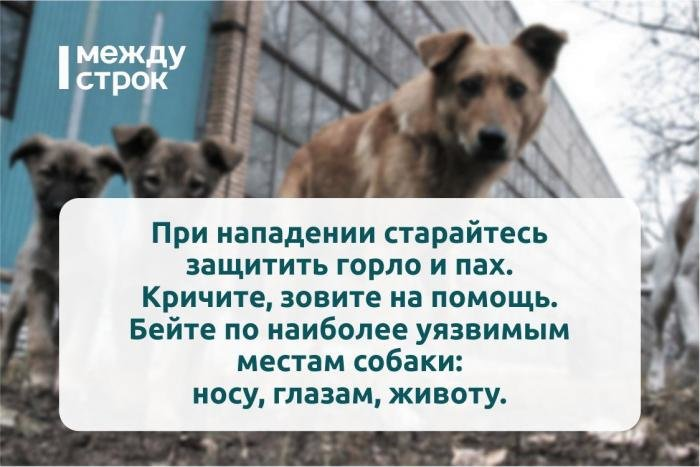 между
строк
При нападении старайтесь
защитить горло и пах.
Кричите, зовите на помощь.
Бейте по наиболее уязвимым
местам собаки:
носу, глазам, животу.